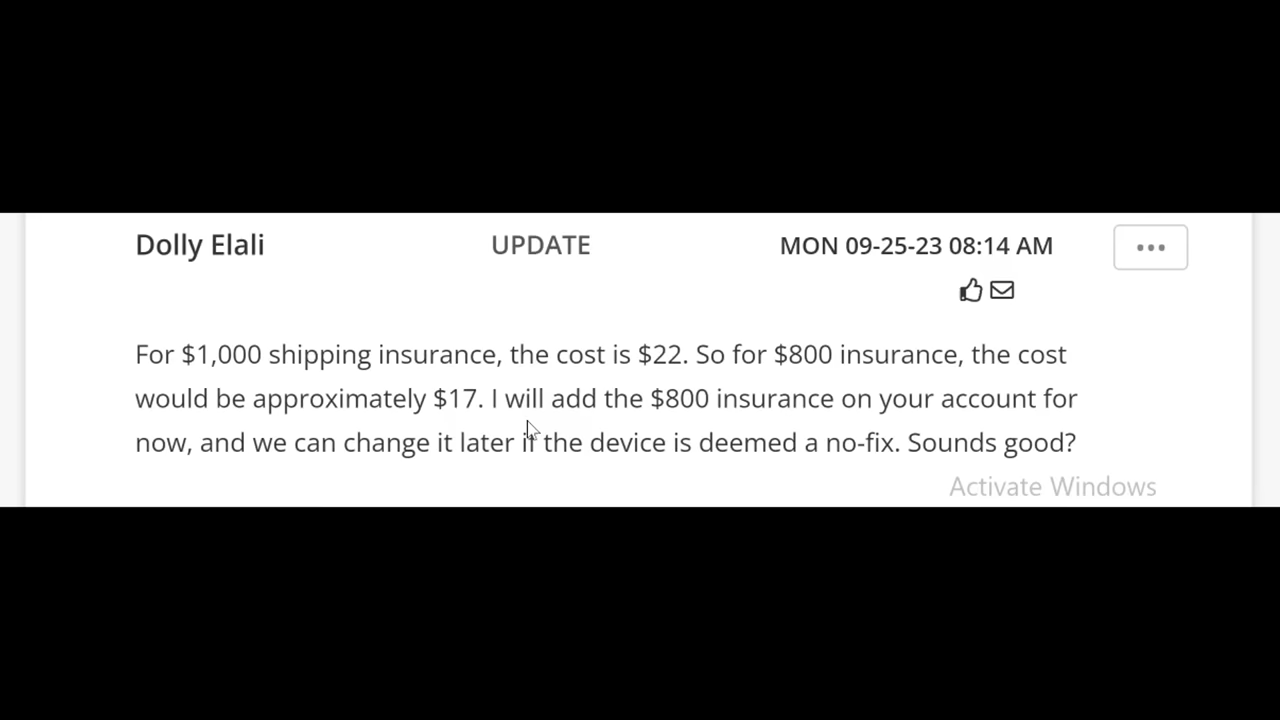 Dolly Elali UPDATE MON 09-25-23 08:14 AM
For $1,000 shipping insurance, the cost is $22. So for $800 insurance, the cost
would be approximately $17. I will add the $800 insurance on your account for
now, and we can change it later if the device is deemed a no-fix. Sounds good?
Activate Windows